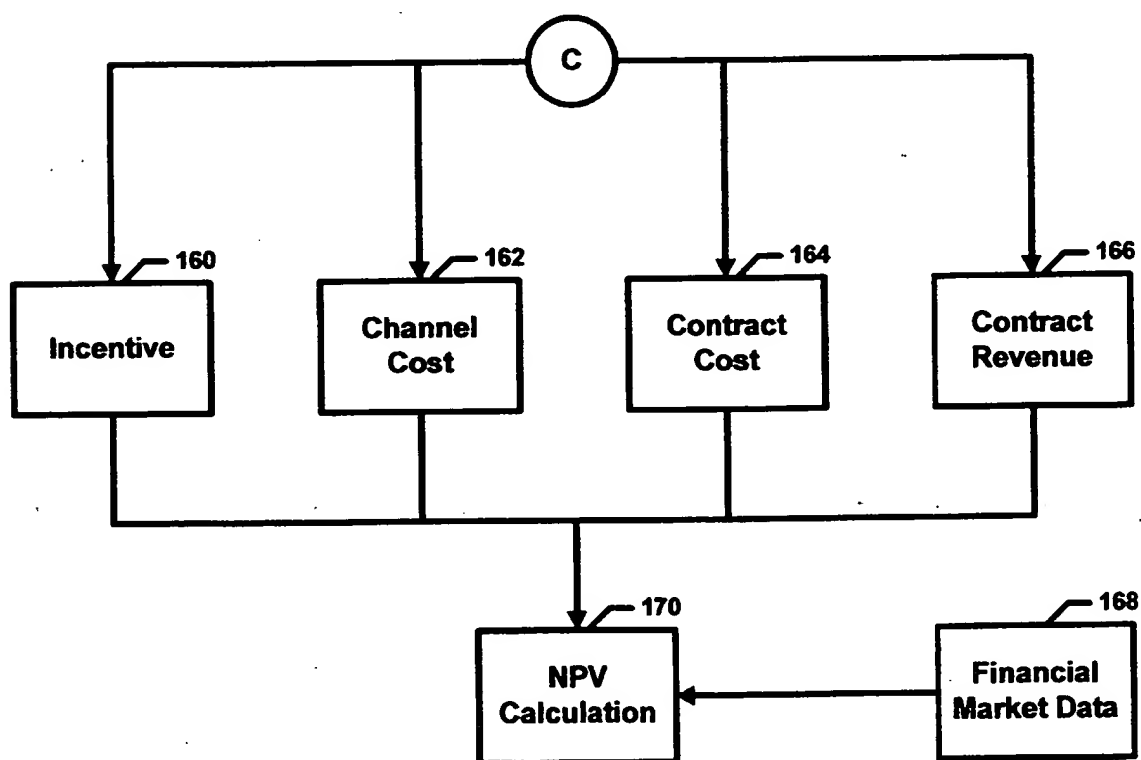 C
160
162
164
166
Incentive
Channel
Cost
Contract
Cost
Contract
Revenue
170
168
NPV
Calculation
Financial
Market Data